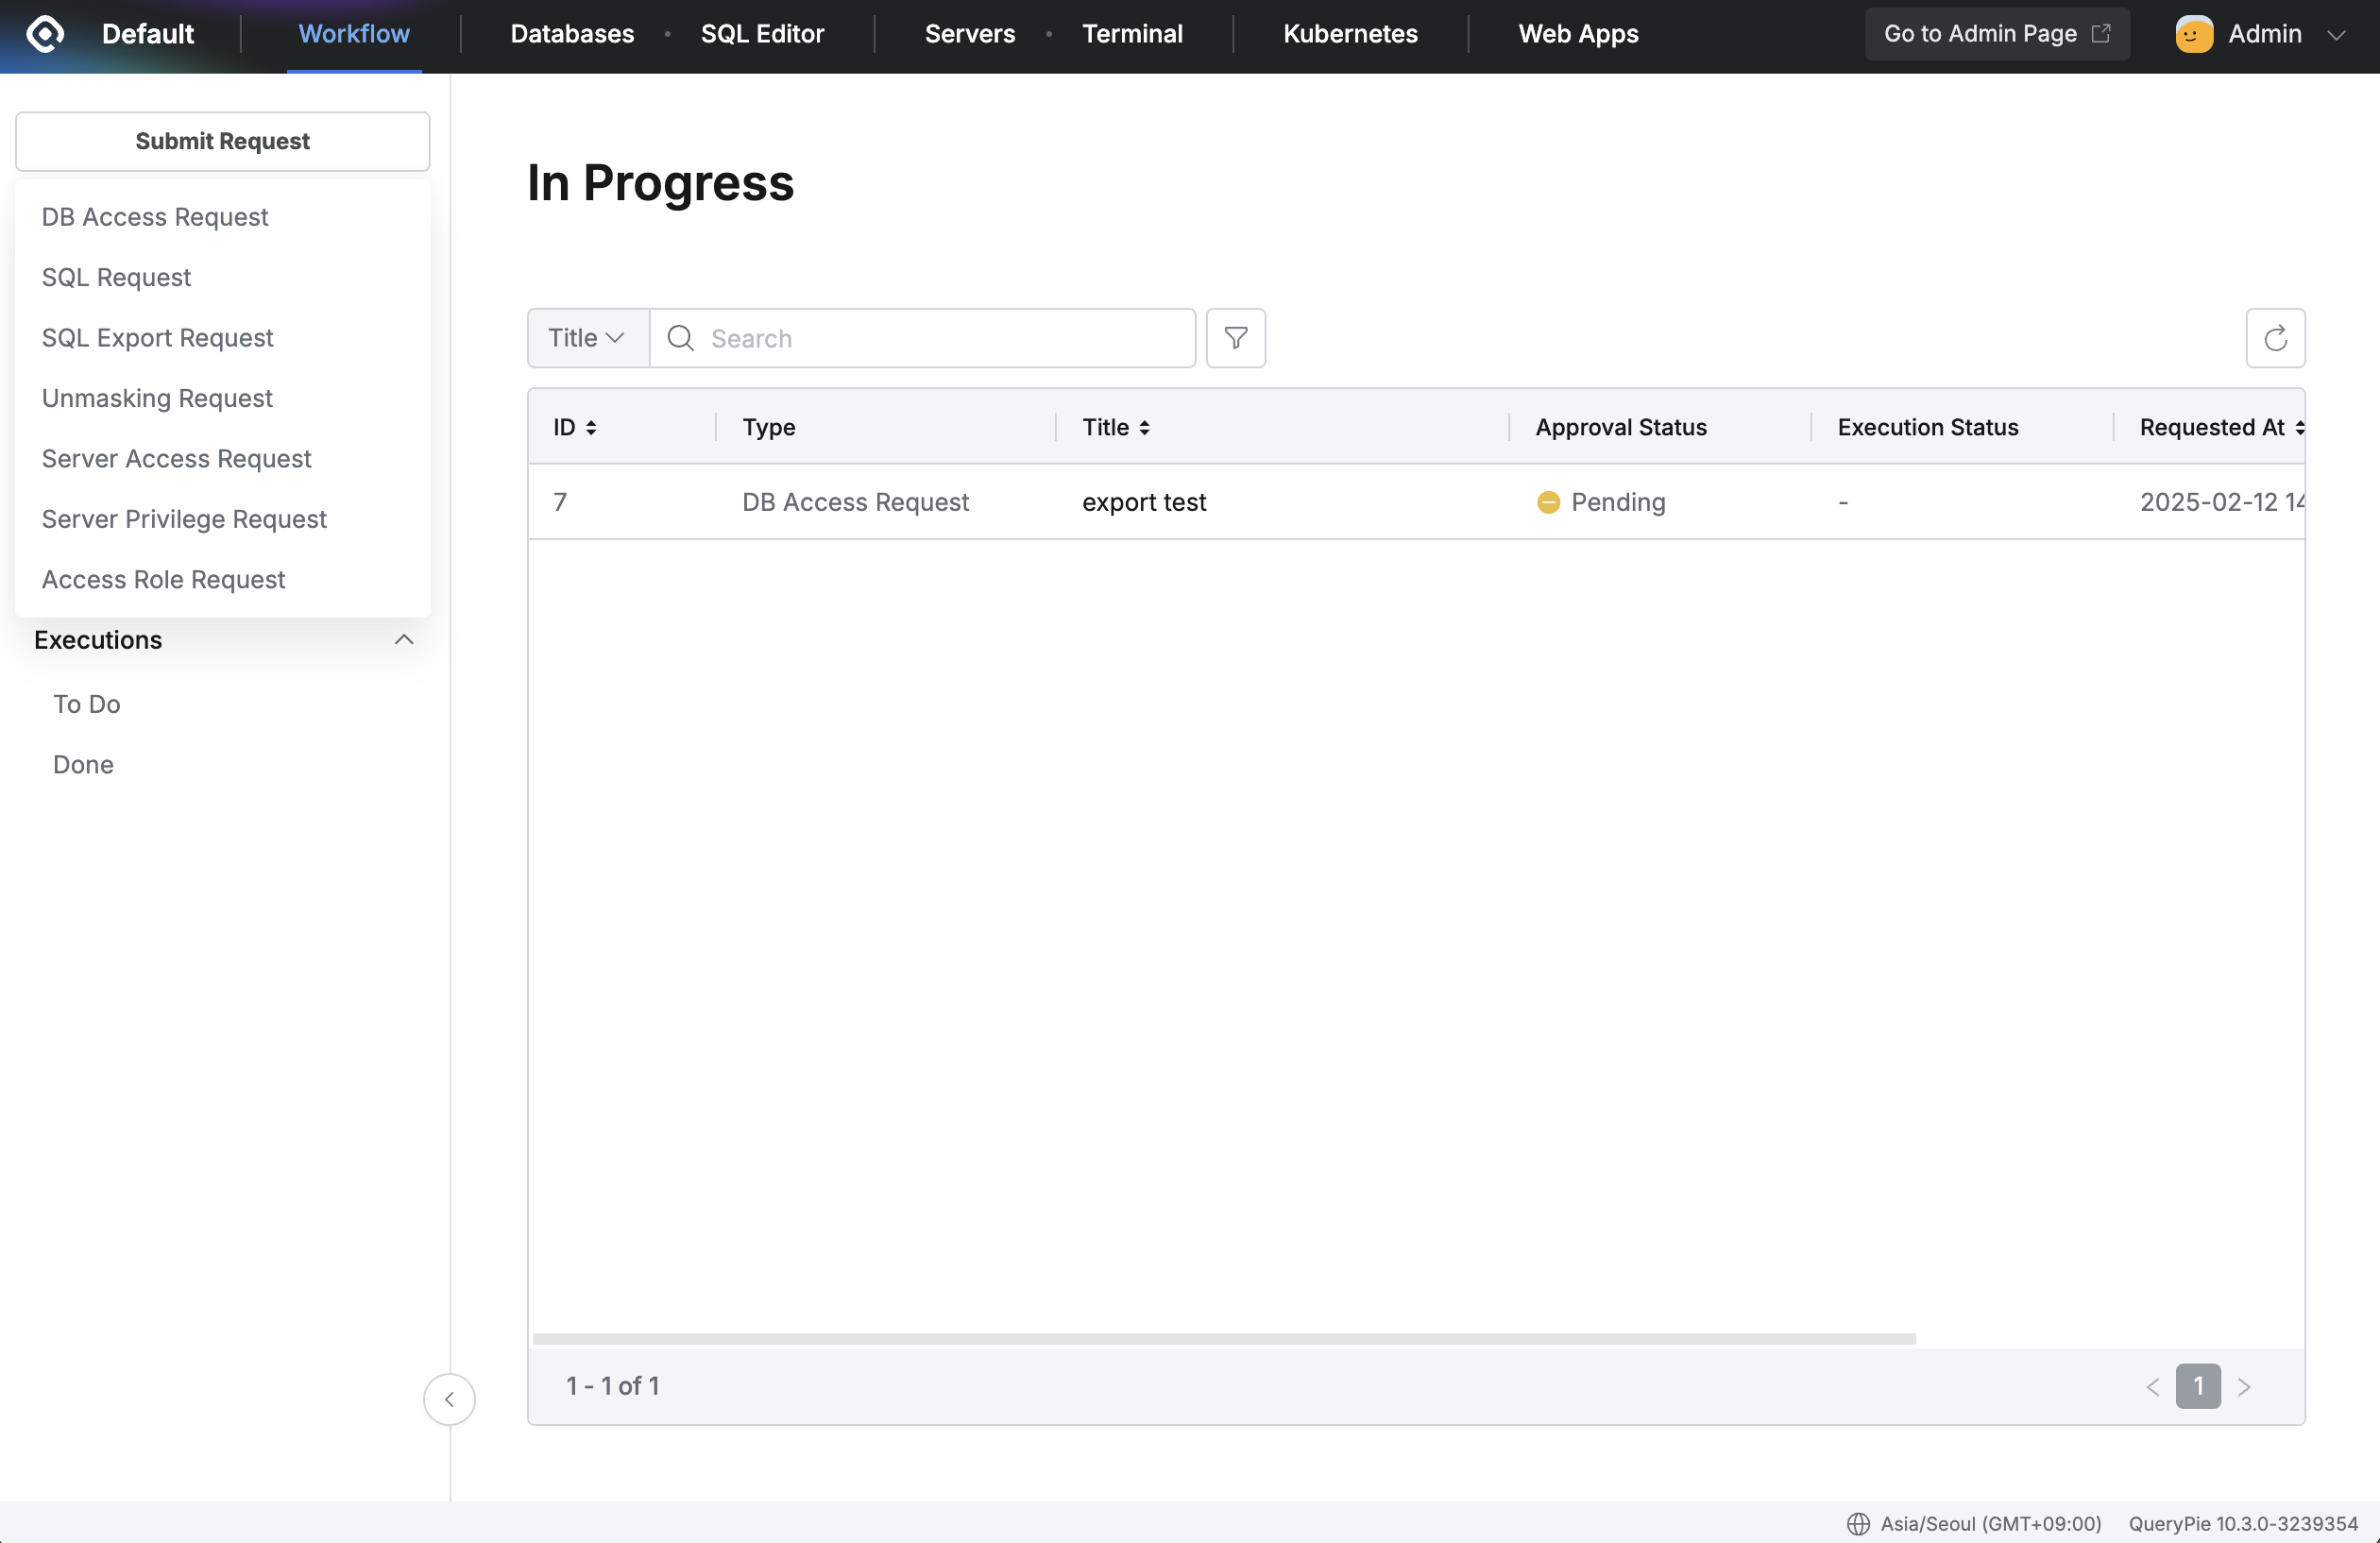 Default Workflow Databases • SQL Editor Servers • Terminal Kubernetes Web Apps Go to Admin Page Admin
Submit Request
DB Access Request
SQL Request
SQL Export Request
Unmasking Request
Server Access Request
Server Privilege Request
Access Role Request
Executions
To Do
Done
In Progress
Title Search
ID Type Title Approval Status Execution Status Requested At
7 DB Access Request export test Pending - 2025-02-12 14
1 - 1 of 1
1
Asia/Seoul (GMT+09:00) QueryPie 10.3.0-3239354